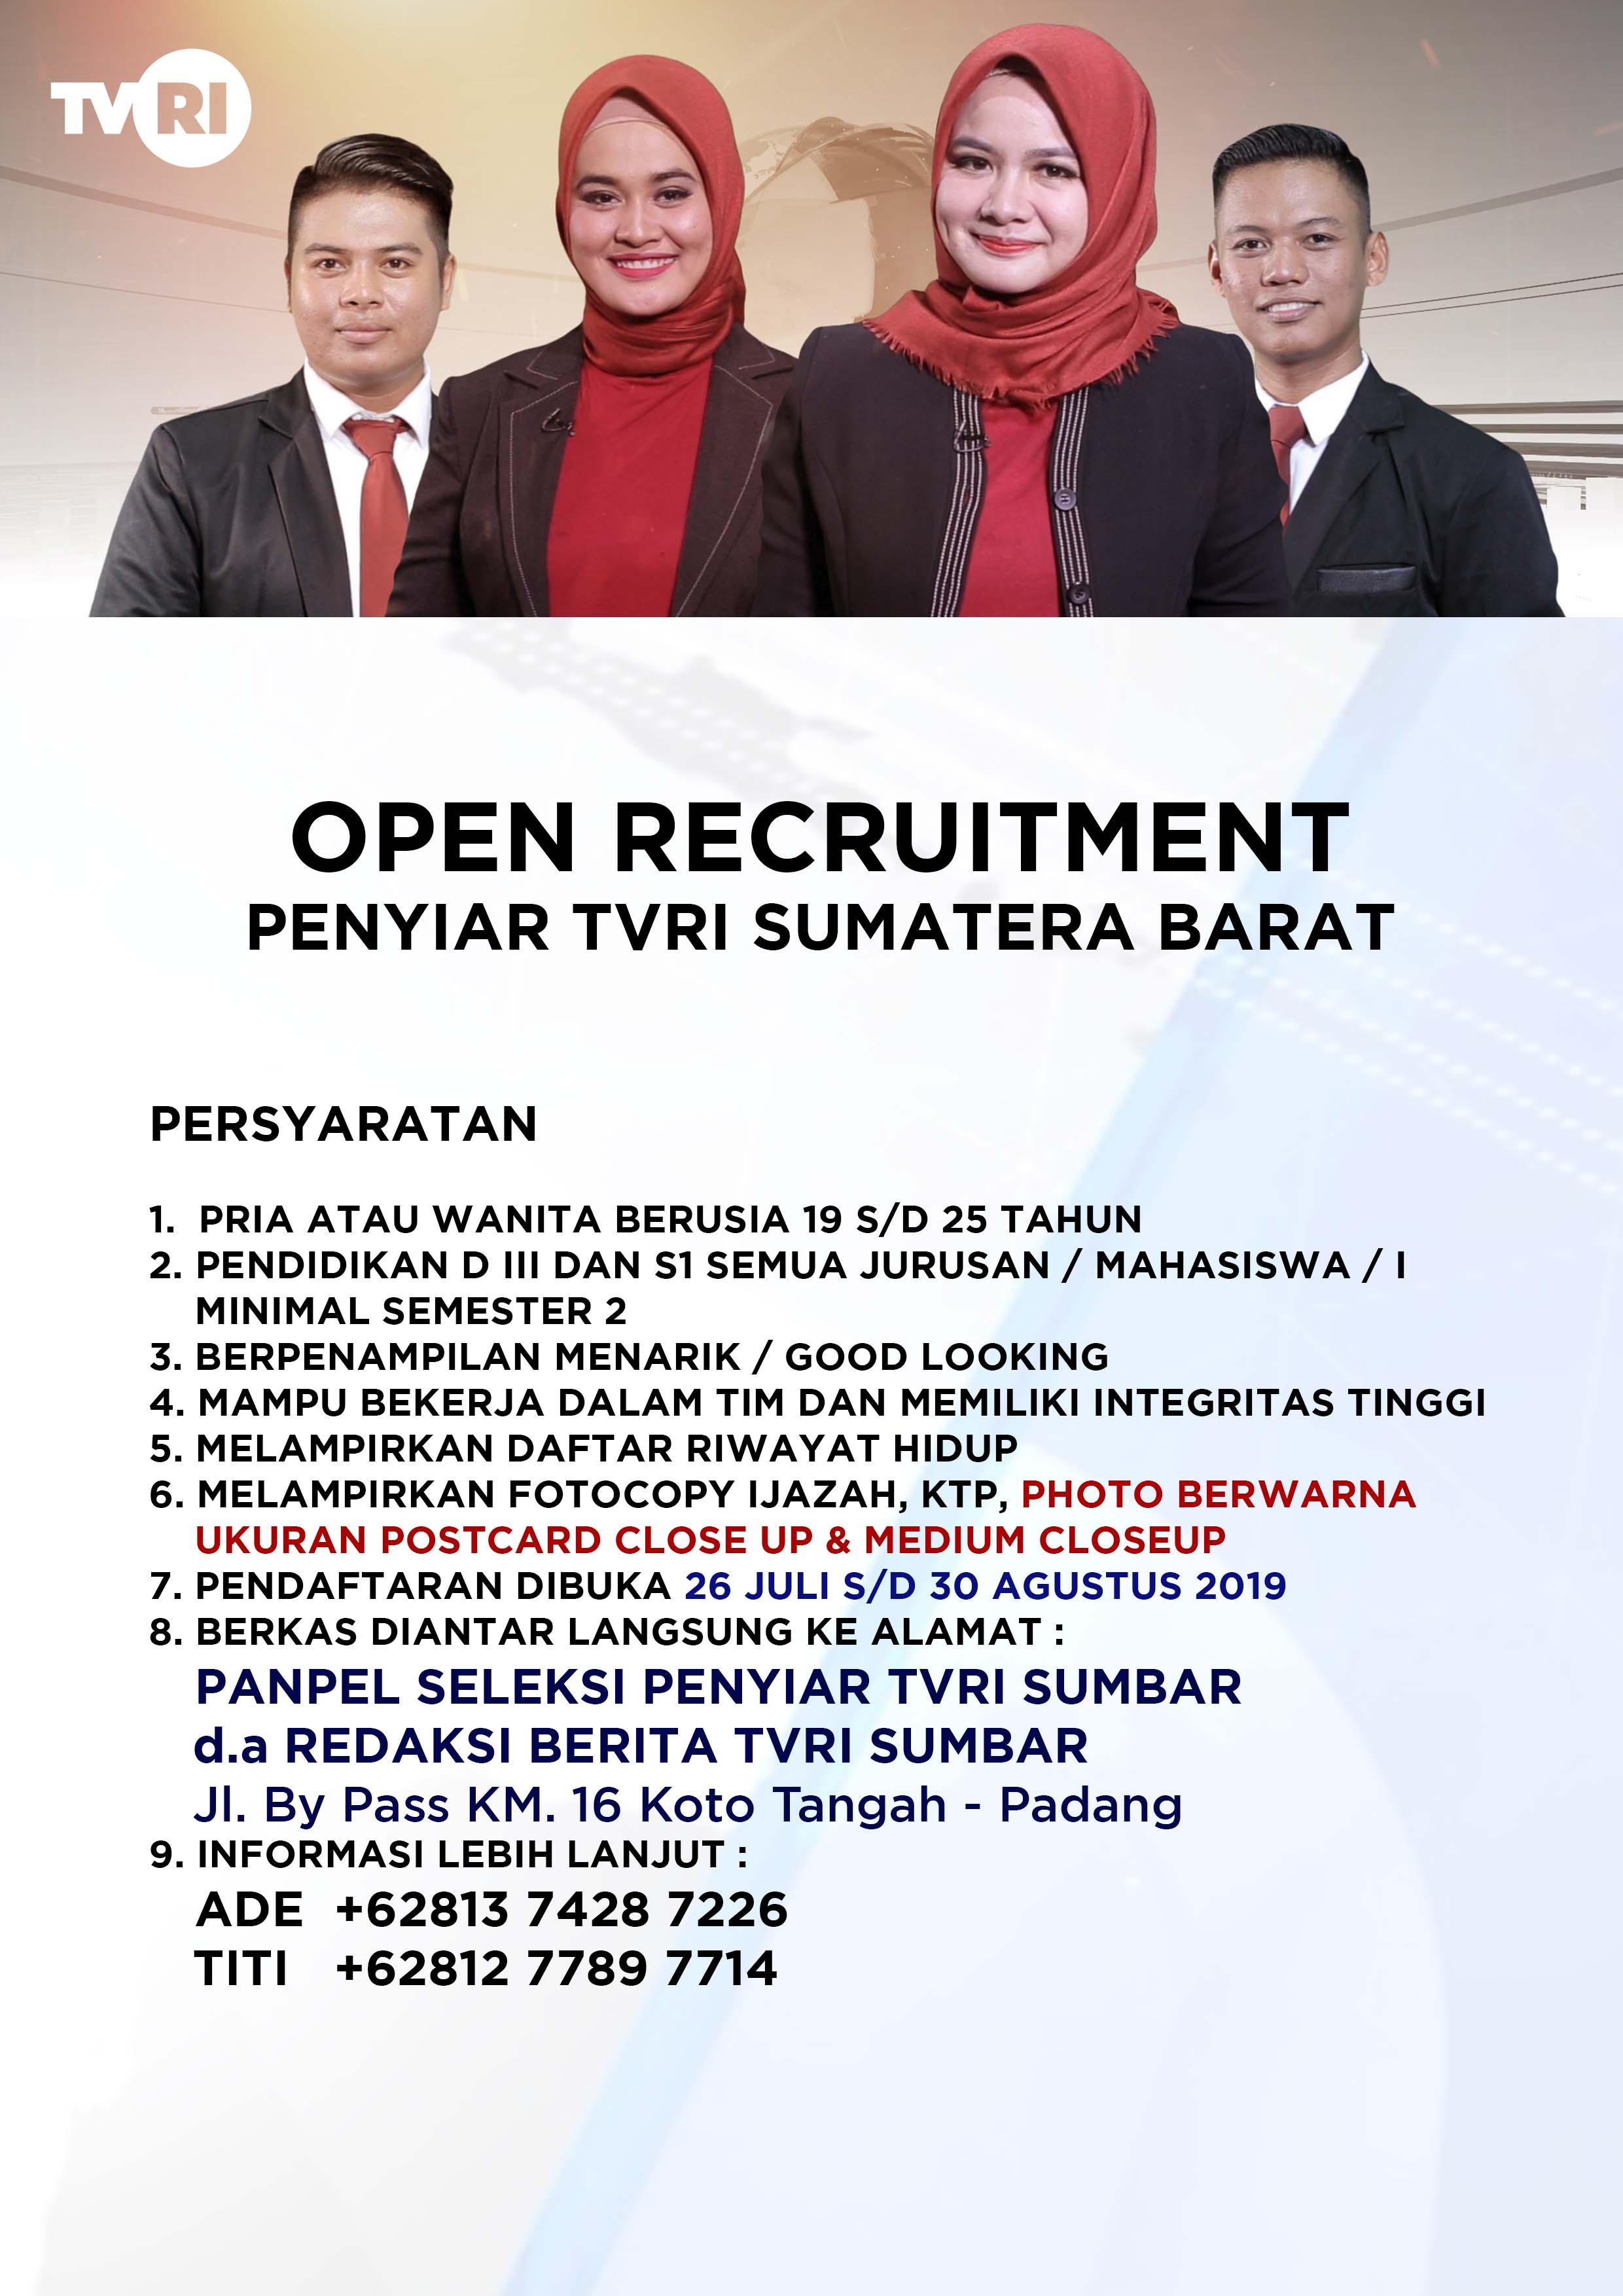 TVRI
OPEN RECRUITMENT
PENYIAR TVRI SUMATERA BARAT
PERSYARATAN
1. PRIA ATAU WANITA BERUSIA 19 S/D 25 TAHUN
2. PENDIDIKAN D III DAN S1 SEMUA JURUSAN / MAHASISWA / I
MINIMAL SEMESTER 2
3. BERPENAMPILAN MENARIK / GOOD LOOKING
4. MAMPU BEKERJA DALAM TIM DAN MEMILIKI INTEGRITAS TINGGI
5. MELAMPIRKAN DAFTAR RIWAYAT HIDUP
6. MELAMPIRKAN FOTOCOPY IJAZAH, KTP, PHOTO BERWARNA
UKURAN POSTCARD CLOSE UP & MEDIUM CLOSEUP
7. PENDAFTARAN DIBUKA 26 JULI S/D 30 AGUSTUS 2019
8. BERKAS DIANTAR LANGSUNG KE ALAMAT :
PANPEL SELEKSI PENYIAR TVRI SUMBAR
d.a REDAKSI BERITA TVRI SUMBAR
Jl. By Pass KM. 16 Koto Tangah - Padang
9. INFORMASI LEBIH LANJUT :
ADE +62813 7428 7226
TITI +62812 7789 7714